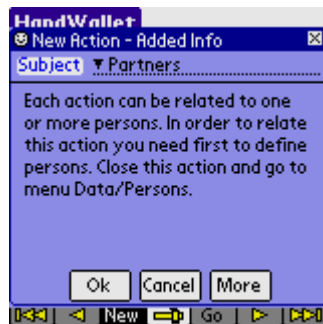 HandWallet
New Action - Added Info
Subject Partners
Each action can be related to one
or more persons. In order to relate
this action you need first to define
persons. Close this action and go to
menu Data/Persons.
Ok Cancel More
New Go